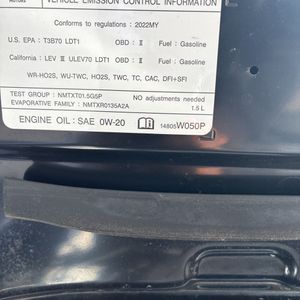 MOTORS VEHICLE EMISSION CONTROL INFORMATION
Conforms to regulations : 2022MY
U.S. EPA : T3B70 LDT1 OBD : II Fuel : Gasoline
California : LEV III ULEV70 LDT1 OBD : II Fuel : Gasoline
WR-HO2S, WU-TWC, HO2S, TWC, TC, CAC, DFI+SFI
TEST GROUP : NMTXT01.5G5P NO adjustments needed
EVAPORATIVE FAMILY : NMTXR0135A2A 1.5 L
ENGINE OIL : SAE 0W-20 14805W050P